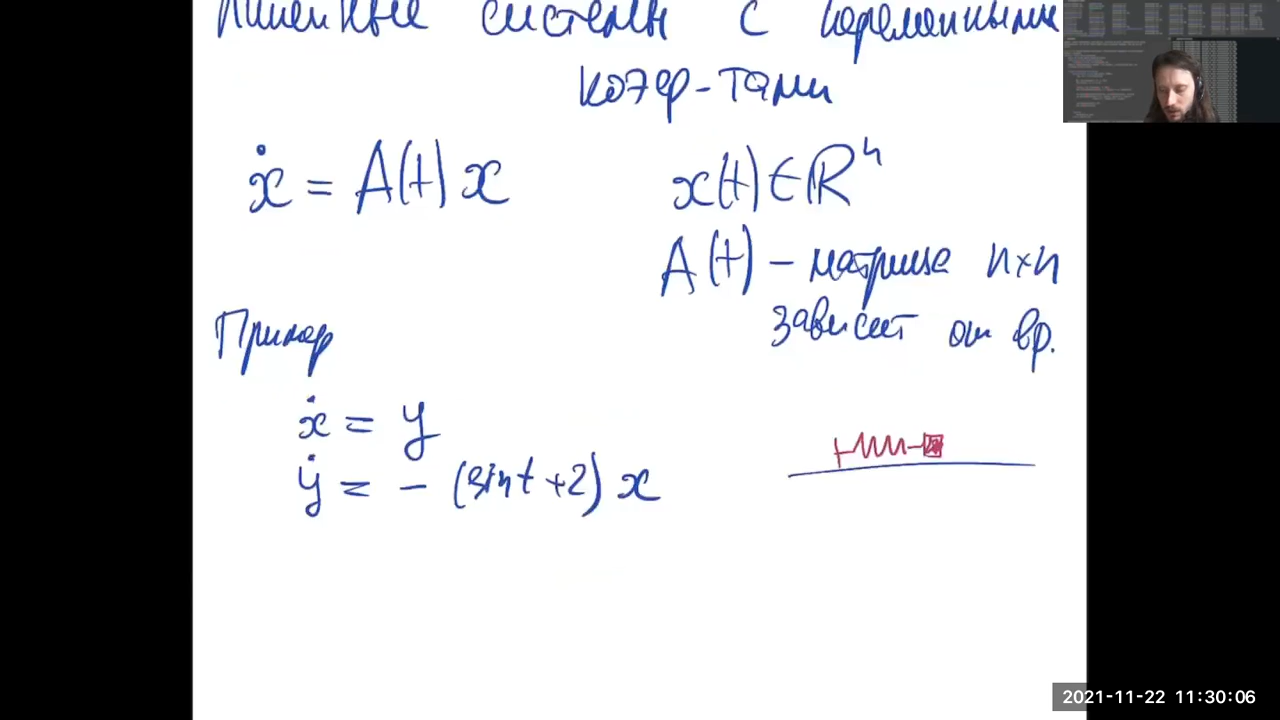 Линейные системы с переменными
коэф-тами
ẋ = A(t) x x(t) ∈ ℝⁿ
A(t) – матрица n×n
зависит от вр.
Пример
ẋ = y
ẏ = – (sin t + 2) x
2021-11-22 11:30:06